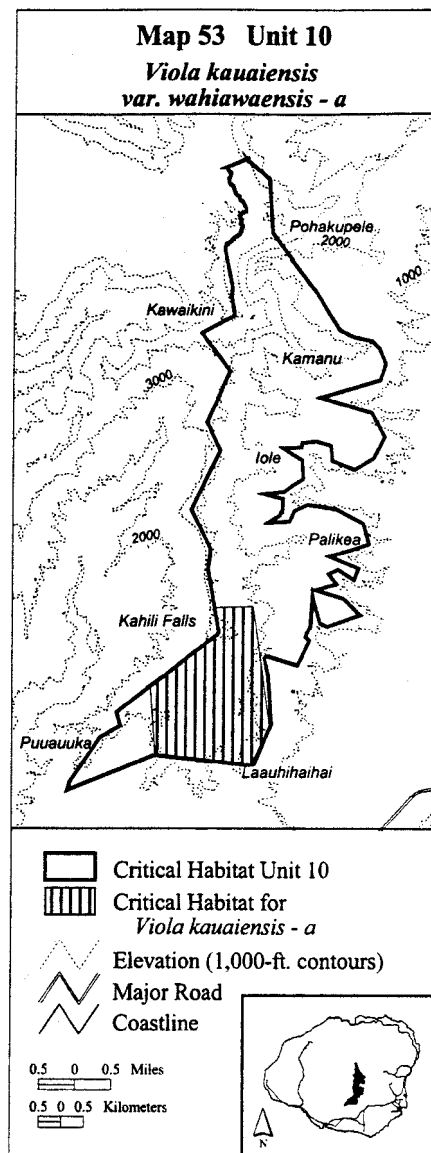 Map 53 Unit 10
Viola kauaiensis
var. wahiawaensis - a
Pohakupele
2000
1000
Kawaikini
Kamanu
3000
Iole
2000
Palikea
Kahili Falls
Puuauuka
Laauhihaihai
Critical Habitat Unit 10
Critical Habitat for
Viola kauaiensis - a
Elevation (1,000-ft. contours)
Major Road
Coastline
0.5 0 0.5 Miles
0.5 0 0.5 Kilometers
N